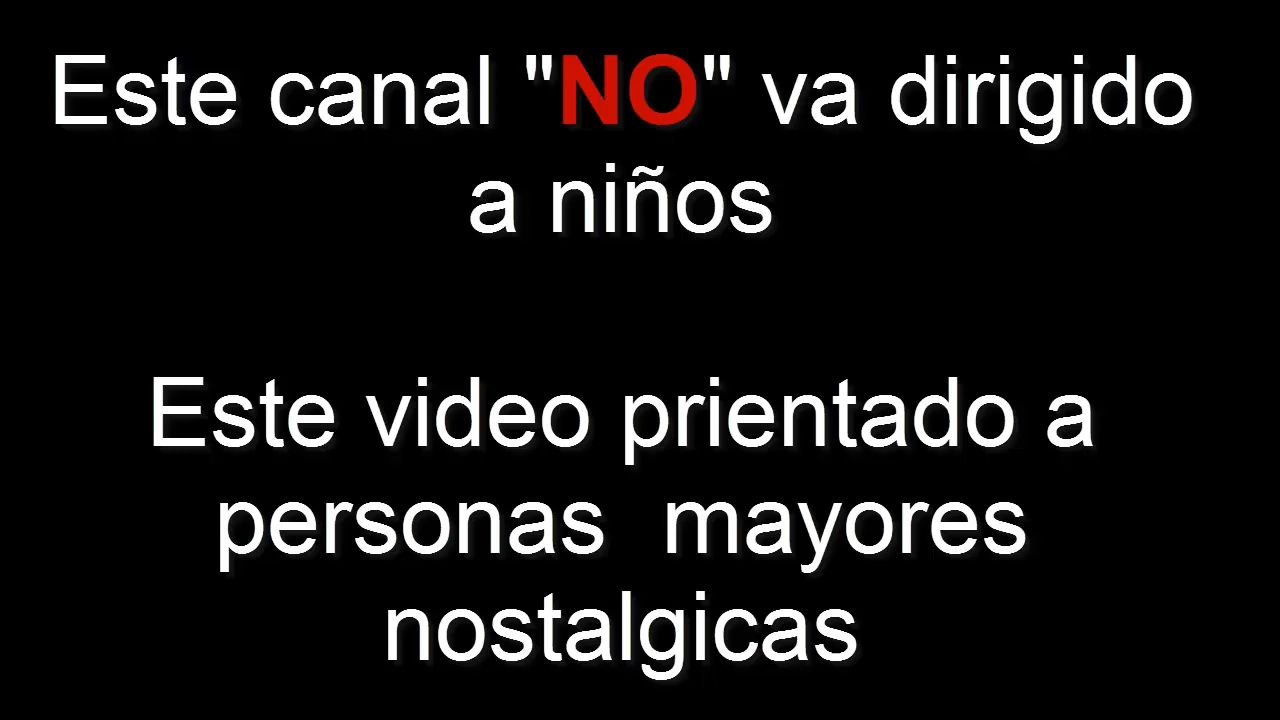 Este canal "NO" va dirigido
a niños
Este video prientado a
personas  mayores
nostalgicas